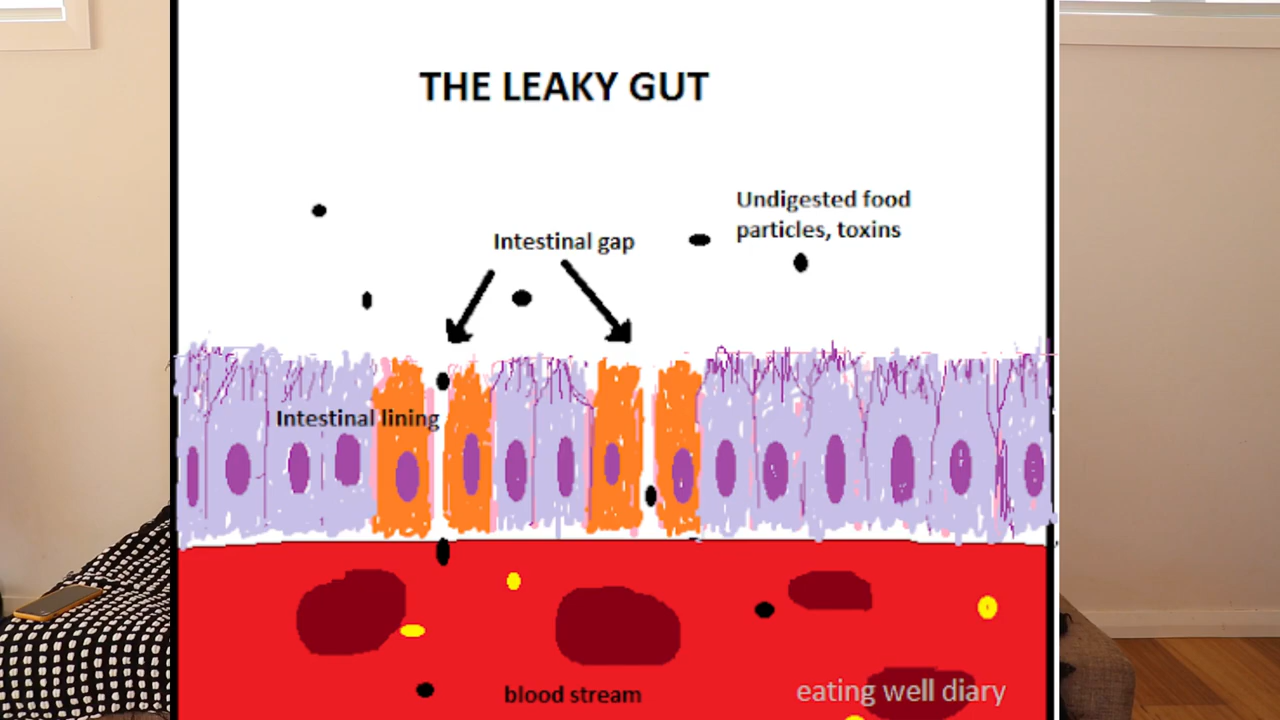 THE LEAKY GUT
Undigested food
particles, toxins
Intestinal gap
Intestinal lining
blood stream
eating well diary